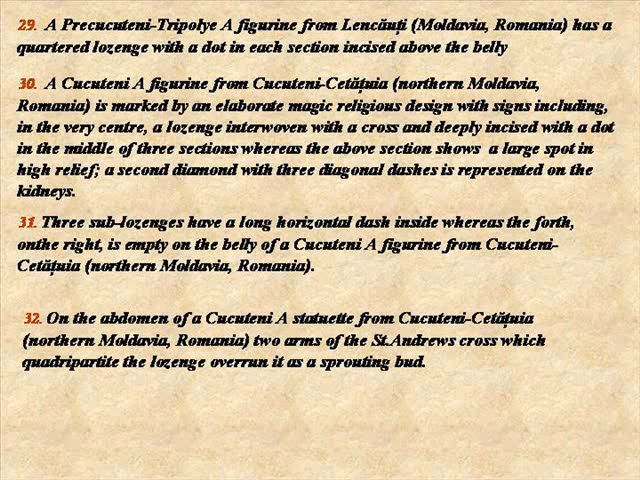 29. A Precucuteni-Tripolye A figurine from Lencăuţi (Moldavia, Romania) has a
quartered lozenge with a dot in each section incised above the belly
30. A Cucuteni A figurine from Cucuteni-Cetăţuia (northern Moldavia,
Romania) is marked by an elaborate magic religious design with signs including,
in the very centre, a lozenge interwoven with a cross and deeply incised with a dot
in the middle of three sections whereas the above section shows a large spot in
high relief; a second diamond with three diagonal dashes is represented on the
kidneys.
31. Three sub-lozenges have a long horizontal dash inside whereas the forth,
onthe right, is empty on the belly of a Cucuteni A figurine from Cucuteni-
Cetăţuia (northern Moldavia, Romania).
32. On the abdomen of a Cucuteni A statuette from Cucuteni-Cetăţuia
(northern Moldavia, Romania) two arms of the St.Andrews cross which
quadripartite the lozenge overrun it as a sprouting bud.